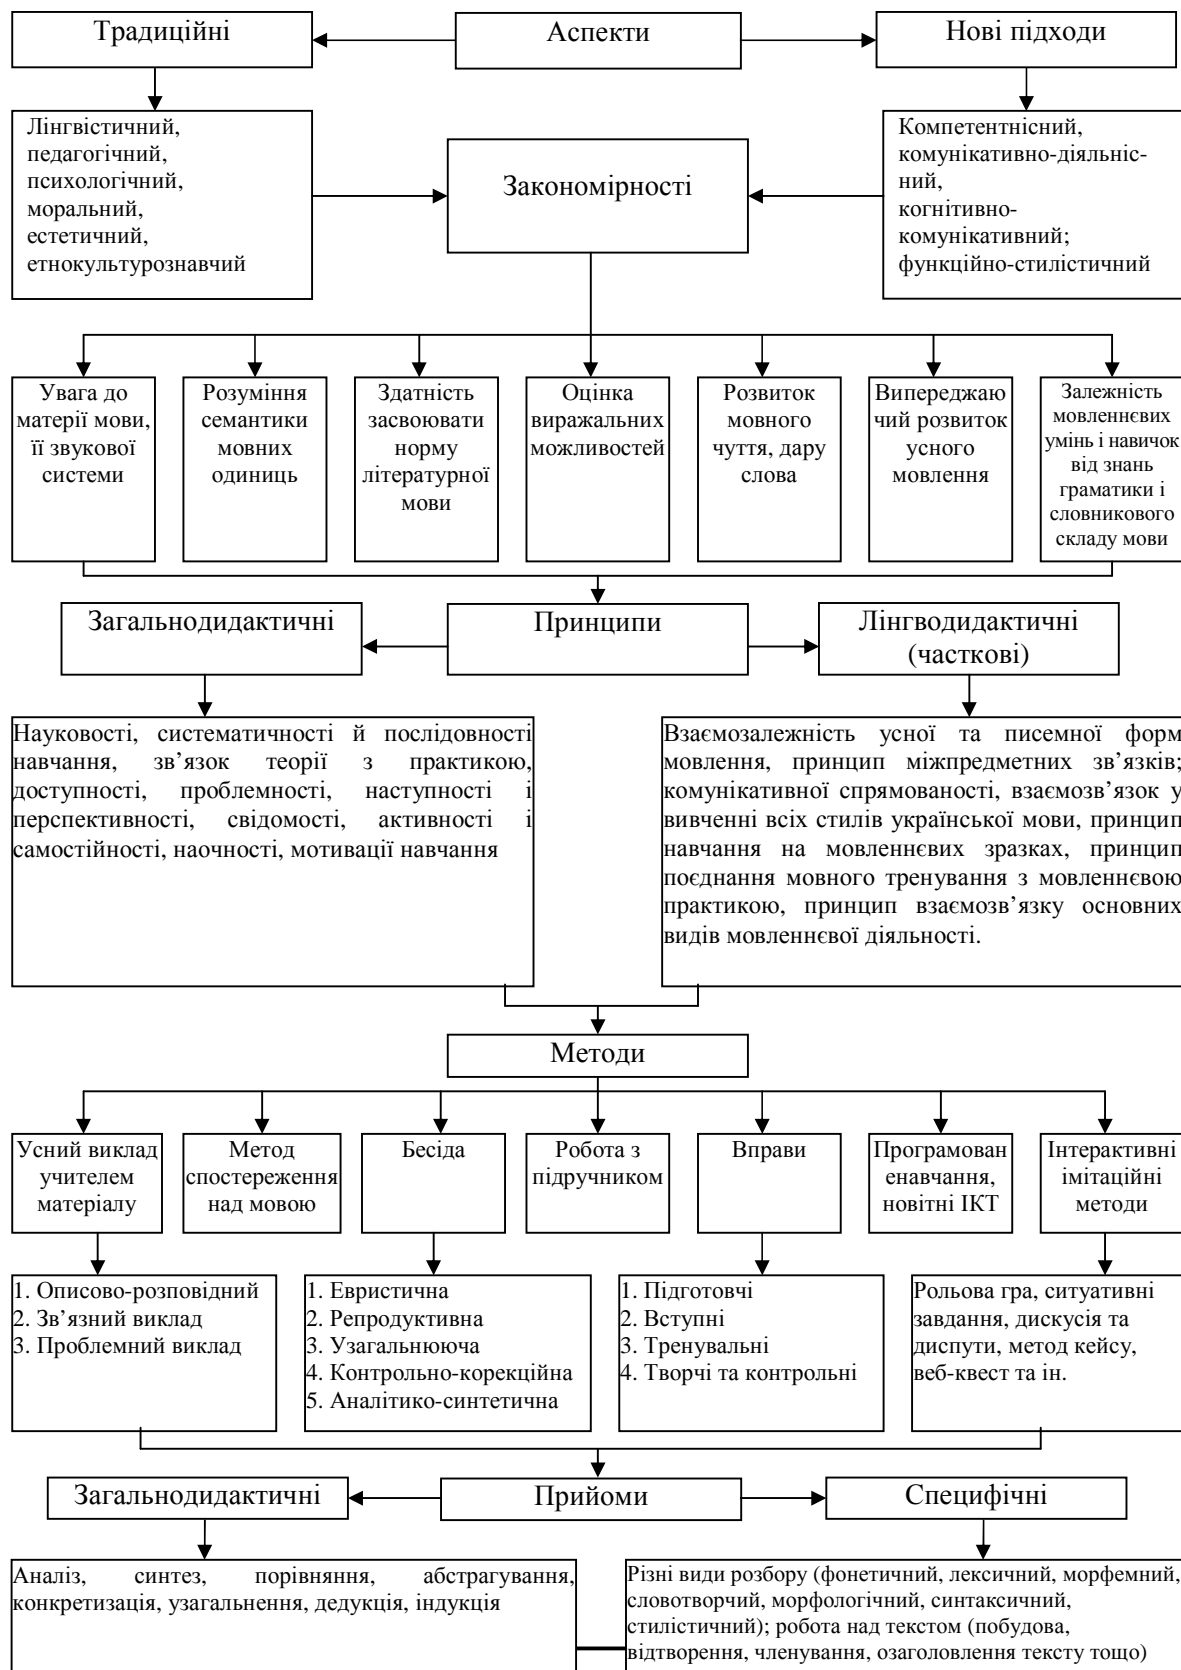 Традиційні
Аспекти
Нові підходи
Лінгвістичний,
педагогічний,
психологічний,
моральний,
естетичний,
етнокультурознавчий
Закономірності
Компетентнісний,
комунікативно-діяльніс-
ний,
когнітивно-
комунікативний;
функційно-стилістичний
Увага до
матерії мови,
її звукової
системи
Розуміння
семантики
мовних
одиниць
Здатність
засвоювати
норму
літературної
мови
Оцінка
виражальних
можливостей
Розвиток
мовного
чуття, дару
слова
Випереджаю
чий розвиток
усного
мовлення
Залежність
мовленнєвих
умінь і навичок
від знань
граматики і
словникового
складу мови
Загальнодидактичні
Принципи
Лінгводидактичні
(часткові)
Науковості, систематичності й послідовності
навчання, зв’язок теорії з практикою,
доступності, проблемності, наступності і
перспективності, свідомості, активності і
самостійності, наочності, мотивації навчання
Взаємозалежність усної та писемної форм
мовлення, принцип міжпредметних зв’язків;
комунікативної спрямованості, взаємозв’язок у
вивченні всіх стилів української мови, принцип
навчання на мовленнєвих зразках, принцип
поєднання мовного тренування з мовленнєвою
практикою, принцип взаємозв’язку основних
видів мовленнєвої діяльності.
Методи
Усний виклад
учителем
матеріалу
Метод
спостереження
над мовою
Бесіда
Робота з
підручником
Вправи
Програмован
енавчання,
новітні ІКТ
Інтерактивні
імітаційні
методи
1. Описово-розповідний
2. Зв’язний виклад
3. Проблемний виклад
1. Евристична
2. Репродуктивна
3. Узагальнююча
4. Контрольно-корекційна
5. Аналітико-синтетична
1. Підготовчі
2. Вступні
3. Тренувальні
4. Творчі та контрольні
Рольова гра, ситуативні
завдання, дискусія та
диспути, метод кейсу,
веб-квест та ін.
Загальнодидактичні
Прийоми
Специфічні
Аналіз, синтез, порівняння, абстрагування,
конкретизація, узагальнення, дедукція, індукція
Різні види розбору (фонетичний, лексичний, морфемний,
словотворчий, морфологічний, синтаксичний,
стилістичний); робота над текстом (побудова,
відтворення, членування, озаголовлення тексту тощо)